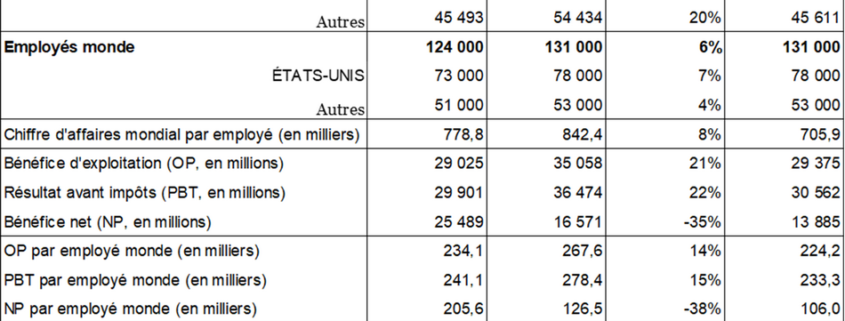 Autres 45 493 54 434 20% 45 611
Employés monde 124 000 131 000 6% 131 000
ÉTATS-UNIS 73 000 78 000 7% 78 000
Autres 51 000 53 000 4% 53 000
Chiffre d'affaires mondial par employé (en milliers) 778,8 842,4 8% 705,9
Bénéfice d'exploitation (OP, en millions) 29 025 35 058 21% 29 375
Résultat avant impôts (PBT, en millions) 29 901 36 474 22% 30 562
Bénéfice net (NP, en millions) 25 489 16 571 -35% 13 885
OP par employé monde (en milliers) 234,1 267,6 14% 224,2
PBT par employé monde (en milliers) 241,1 278,4 15% 233,3
NP par employé monde (en milliers) 205,6 126,5 -38% 106,0